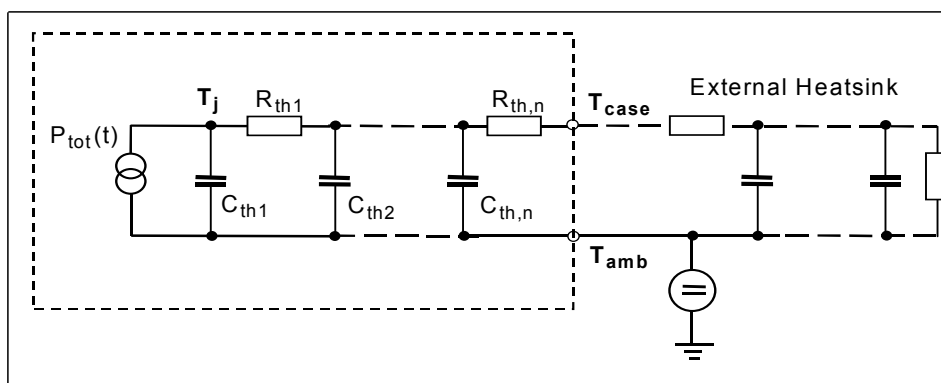 External Heatsink
T_j
R_th1
R_th,n
T_case
P_tot(t)
C_th1
C_th2
C_th,n
T_amb